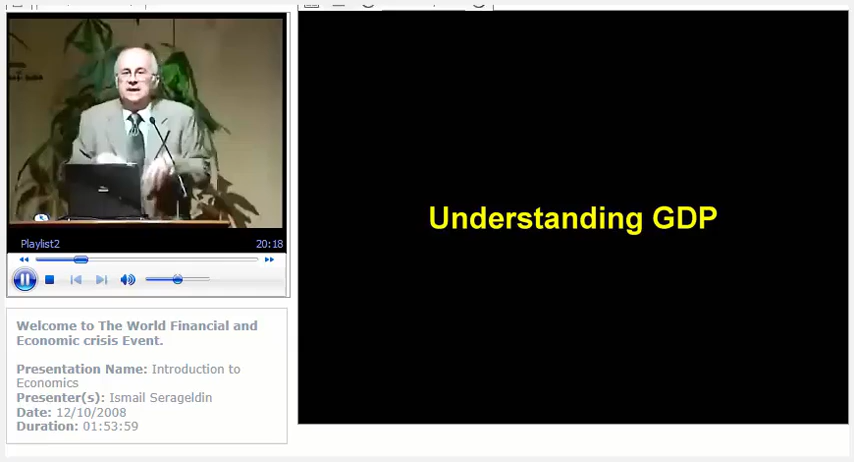 Understanding GDP
Playlist2
20:18
Welcome to The World Financial and
Economic crisis Event.
Presentation Name: Introduction to
Economics
Presenter(s): Ismail Serageldin
Date: 12/10/2008
Duration: 01:53:59